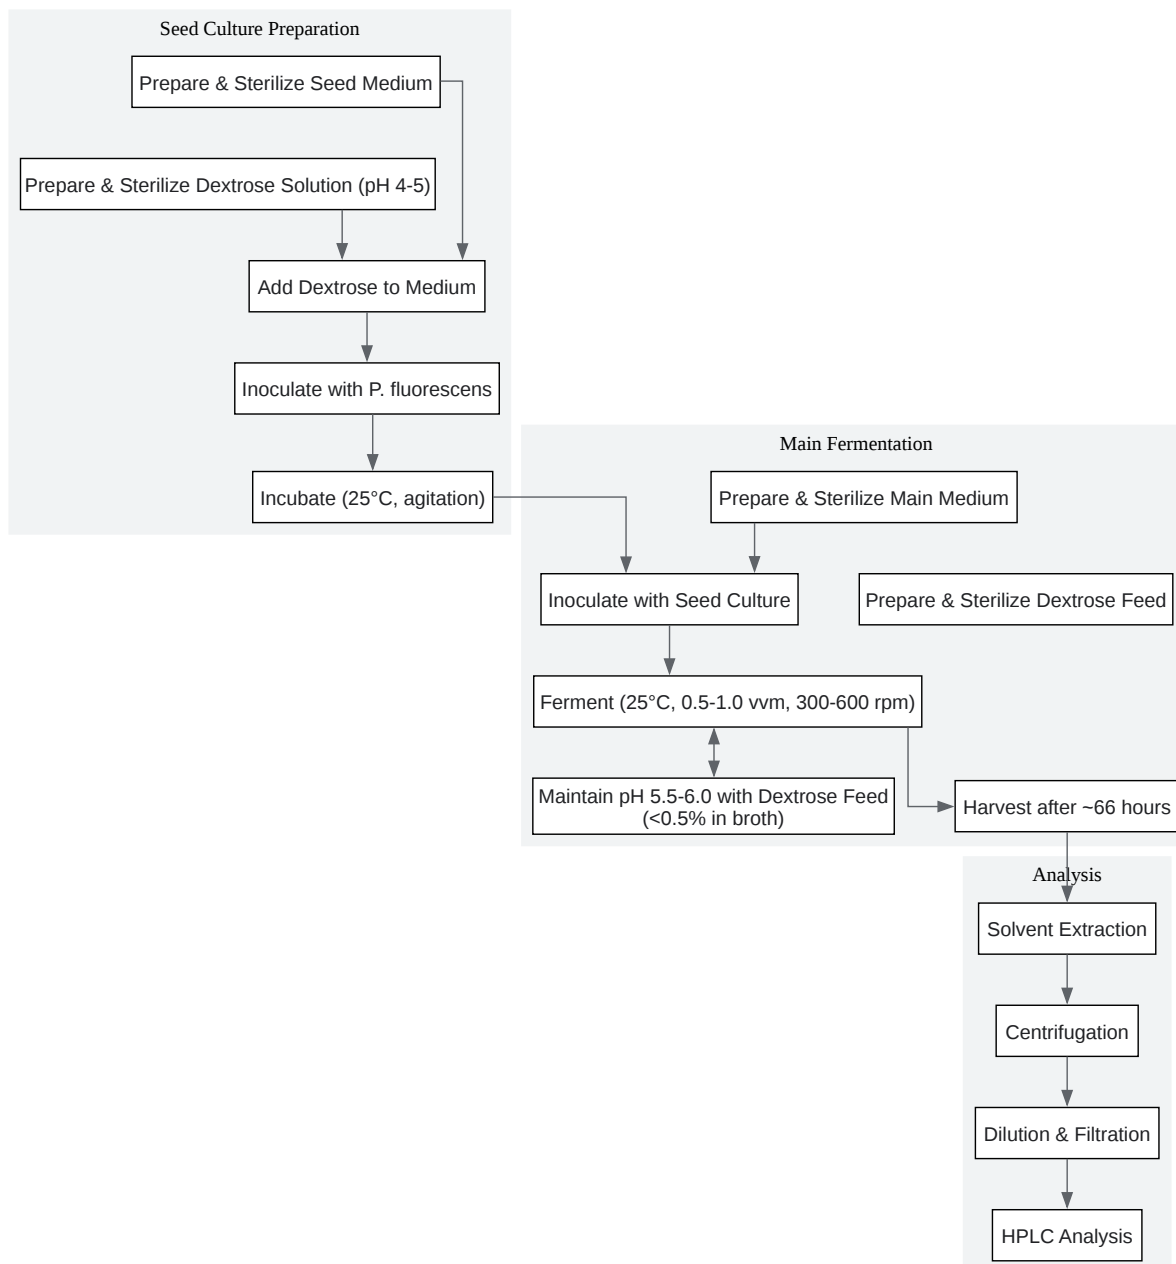 Seed Culture Preparation
Prepare & Sterilize Seed Medium
Prepare & Sterilize Dextrose Solution (pH 4-5)
Add Dextrose to Medium
Inoculate with P. fluorescens
Incubate (25°C, agitation)
Main Fermentation
Prepare & Sterilize Main Medium
Inoculate with Seed Culture
Prepare & Sterilize Dextrose Feed
Ferment (25°C, 0.5-1.0 vvm, 300-600 rpm)
Maintain pH 5.5-6.0 with Dextrose Feed
(<0.5% in broth)
Harvest after ~66 hours
Analysis
Solvent Extraction
Centrifugation
Dilution & Filtration
HPLC Analysis